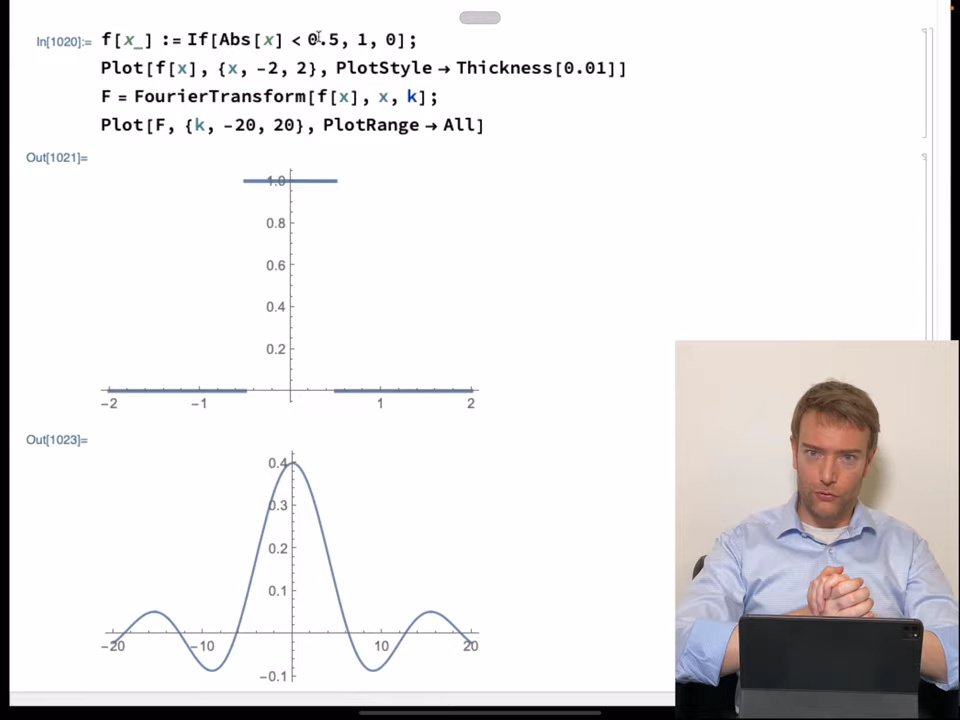 In[1020]:= f[x_] := If[Abs[x] < 0.5, 1, 0];
Plot[f[x], {x, -2, 2}, PlotStyle → Thickness[0.01]]
F = FourierTransform[f[x], x, k];
Plot[F, {k, -20, 20}, PlotRange → All]
Out[1021]=
1.0
0.8
0.6
0.4
0.2
-2 -1 1 2
Out[1023]=
0.4
0.3
0.2
0.1
-20 -10 10 20
-0.1